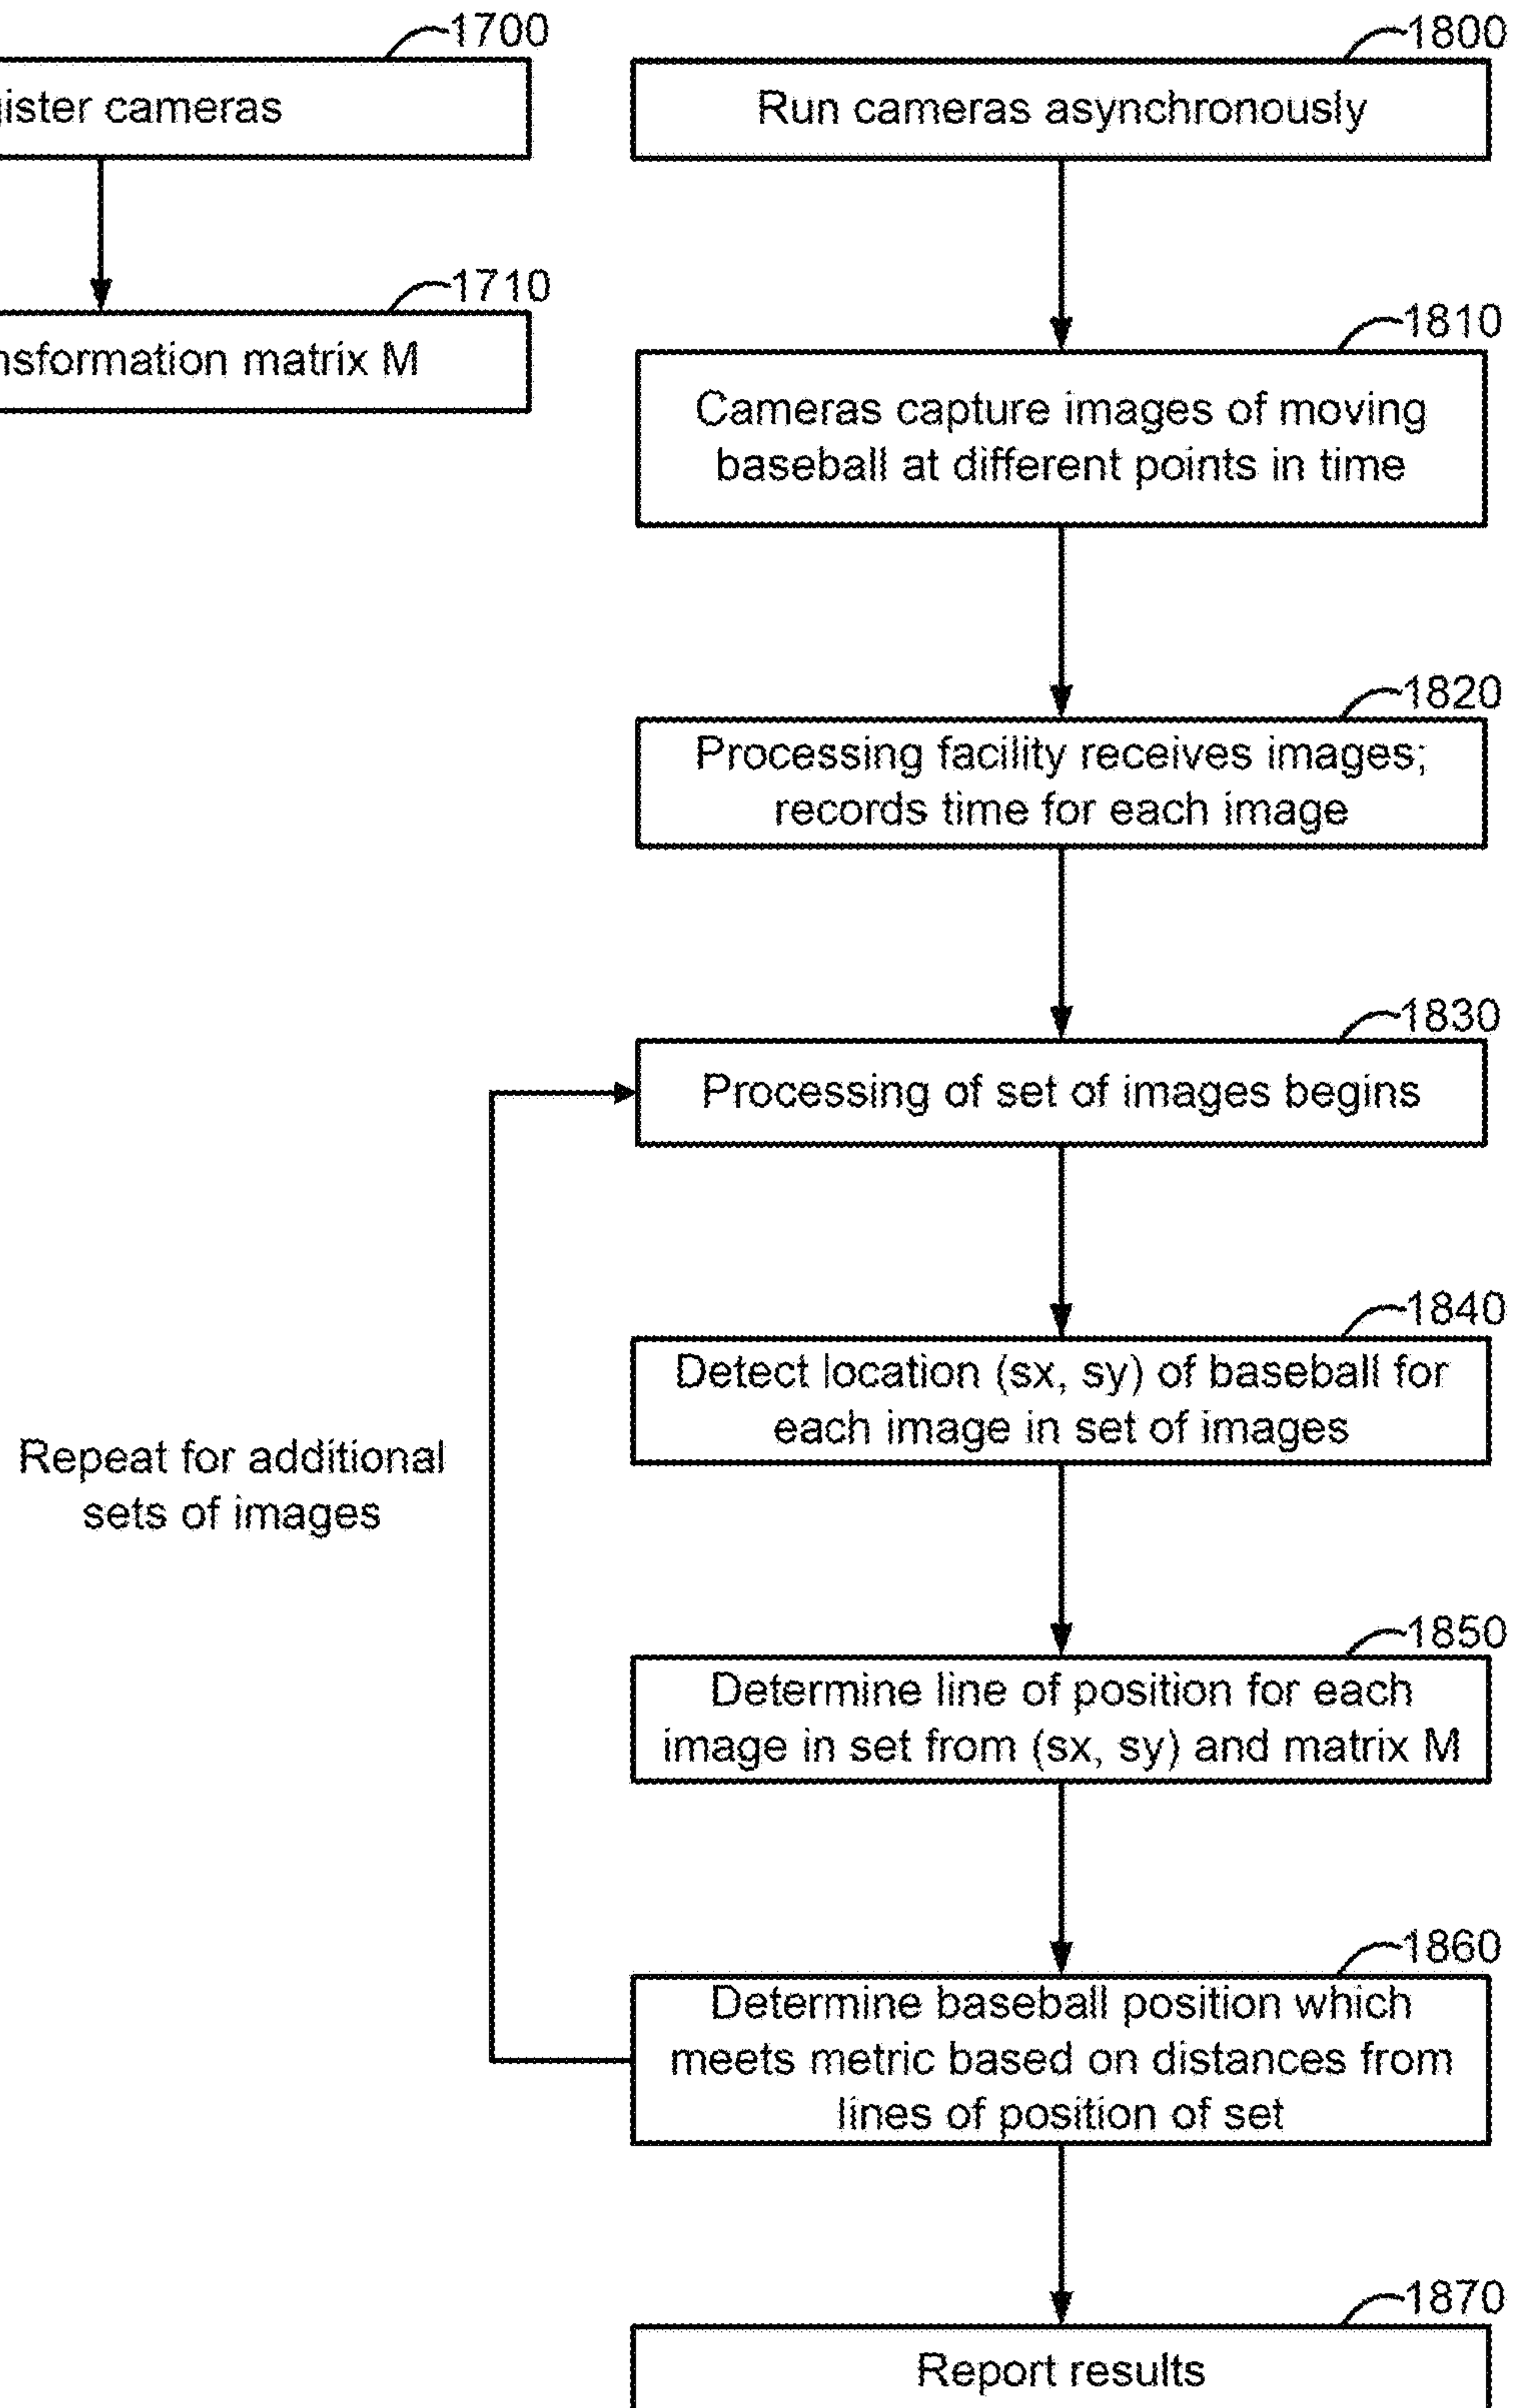 1700
ister cameras
1710
nsformation matrix M
1800
Run cameras asynchronously
1810
Cameras capture images of moving
baseball at different points in time
1820
Processing facility receives images;
records time for each image
1830
Processing of set of images begins
1840
Detect location (sx, sy) of baseball for
each image in set of images
Repeat for additional
sets of images
1850
Determine line of position for each
image in set from (sx, sy) and matrix M
1860
Determine baseball position which
meets metric based on distances from
lines of position of set
1870
Report results